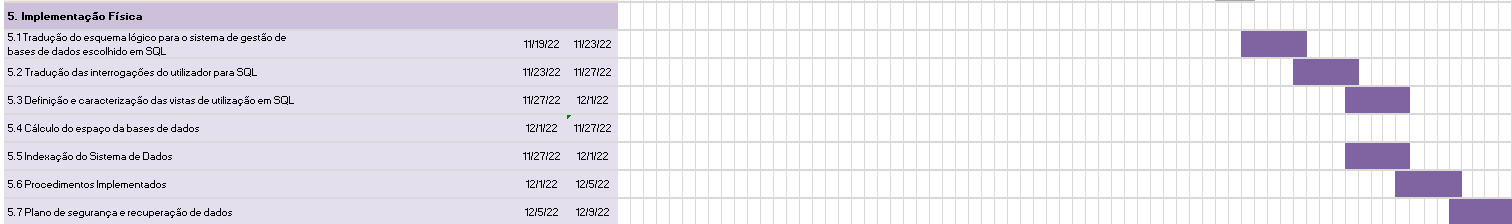 5. Implementação Física
5.1 Tradução do esquema lógico para o sistema de gestão de
bases de dados escolhido em SQL 11/19/22 11/23/22
5.2 Tradução das interrogações do utilizador para SQL 11/23/22 11/27/22
5.3 Definição e caracterização das vistas de utilização em SQL 11/27/22 12/1/22
5.4 Cálculo do espaço da bases de dados 12/1/22 11/27/22
5.5 Indexação do Sistema de Dados 11/27/22 12/1/22
5.6 Procedimentos Implementados 12/1/22 12/5/22
5.7 Plano de segurança e recuperação de dados 12/5/22 12/9/22